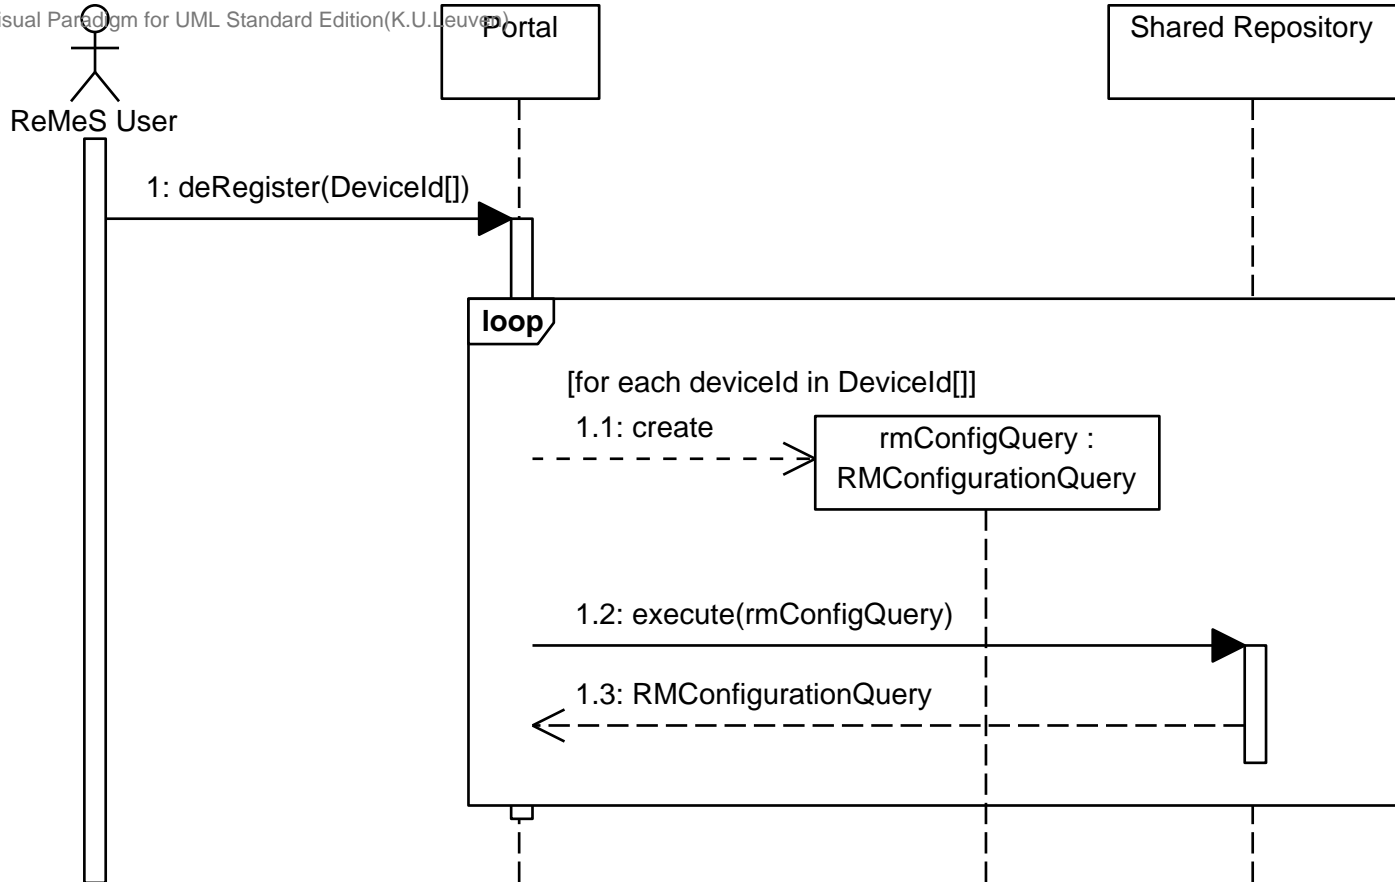 isual Paradigm for UML Standard Edition(K.U.Leuven)
Portal
Shared Repository
ReMeS User
1: deRegister(DeviceId[])
loop
[for each deviceId in DeviceId[]]
1.1: create
rmConfigQuery :
RMConfigurationQuery
1.2: execute(rmConfigQuery)
1.3: RMConfigurationQuery